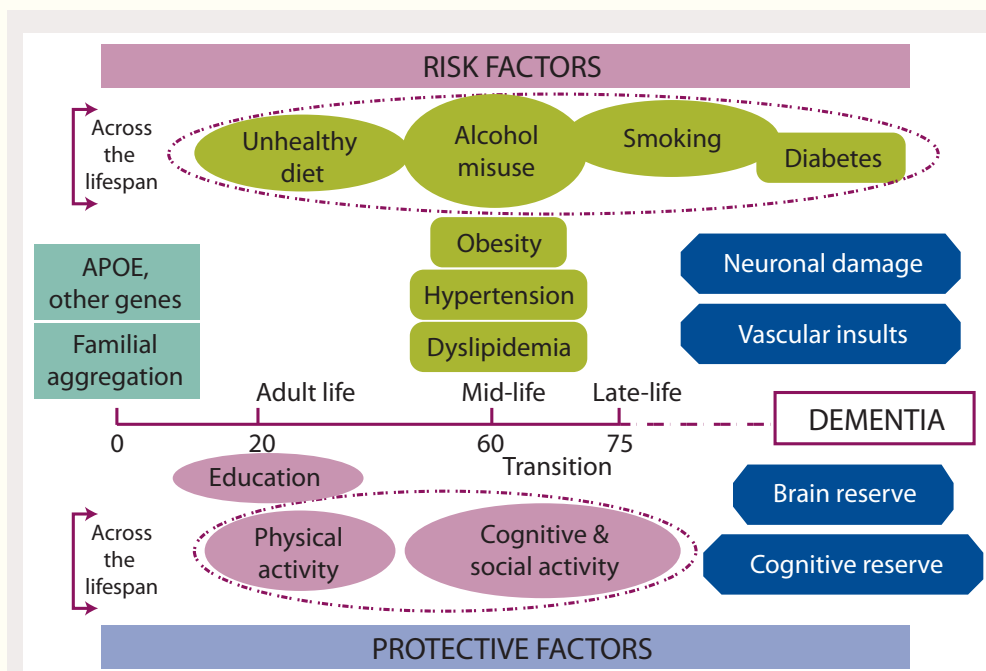 RISK FACTORS
Across
the
lifespan
Unhealthy
diet
Alcohol
misuse
Smoking
Diabetes
Obesity
Hypertension
Dyslipidemia
APOE,
other genes
Familial
aggregation
Neuronal damage
Vascular insults
Adult life
Mid-life
Late-life
0
20
60
75
Transition
DEMENTIA
Education
Across
the
lifespan
Physical
activity
Cognitive &
social activity
Brain reserve
Cognitive reserve
PROTECTIVE FACTORS